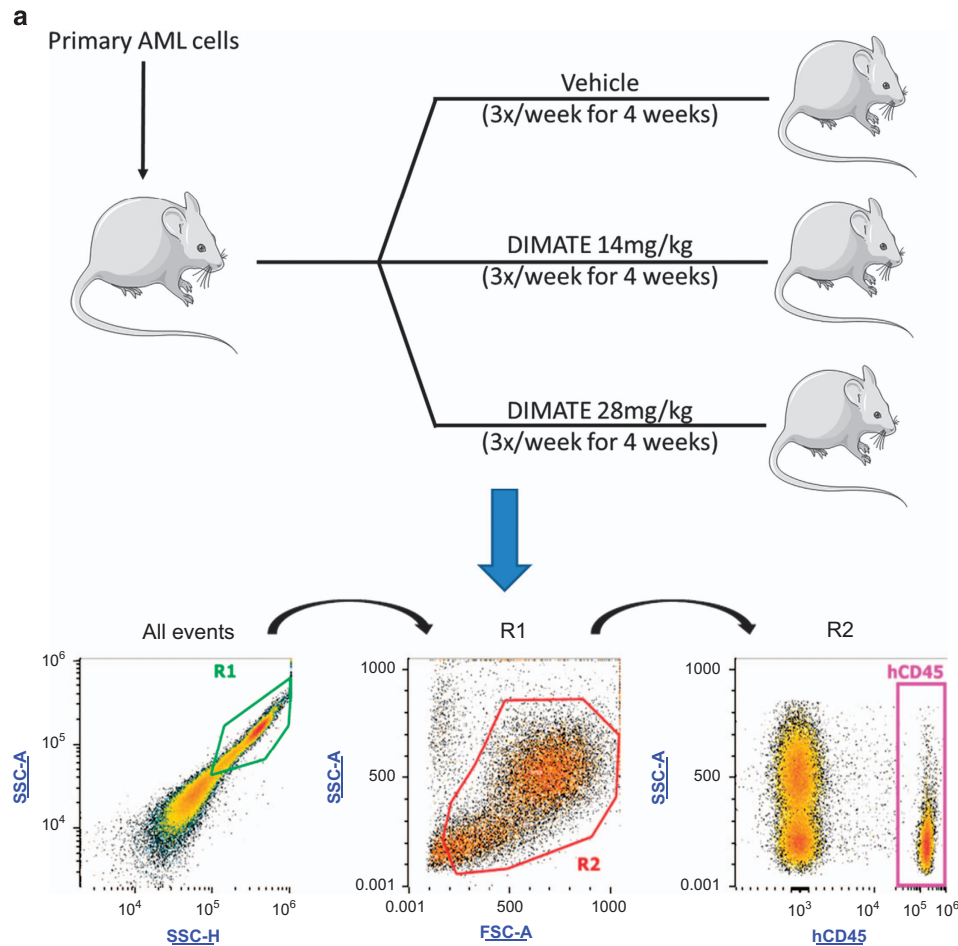 a
Primary AML cells
Vehicle
(3x/week for 4 weeks)
DIMATE 14mg/kg
(3x/week for 4 weeks)
DIMATE 28mg/kg
(3x/week for 4 weeks)
All events
R1
R2
10⁶
10⁵
10⁴
SSC-A
R1
10⁴
10⁵
10⁶
SSC-H
1000
500
0.001
SSC-A
R2
0.001
500
1000
FSC-A
1000
500
0.001
SSC-A
hCD45
10³
10⁴
10⁵
10⁶
hCD45